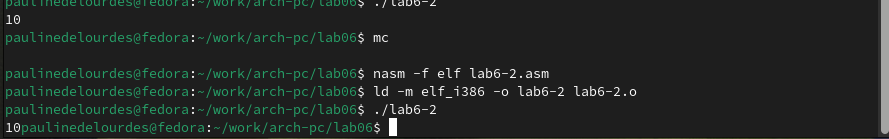 paulinedelourdes@fedora:~/work/arch-pc/lab06$ ./lab6-2
10
paulinedelourdes@fedora:~/work/arch-pc/lab06$ mc
paulinedelourdes@fedora:~/work/arch-pc/lab06$ nasm -f elf lab6-2.asm
paulinedelourdes@fedora:~/work/arch-pc/lab06$ ld -m elf_i386 -o lab6-2 lab6-2.o
paulinedelourdes@fedora:~/work/arch-pc/lab06$ ./lab6-2
10paulinedelourdes@fedora:~/work/arch-pc/lab06$